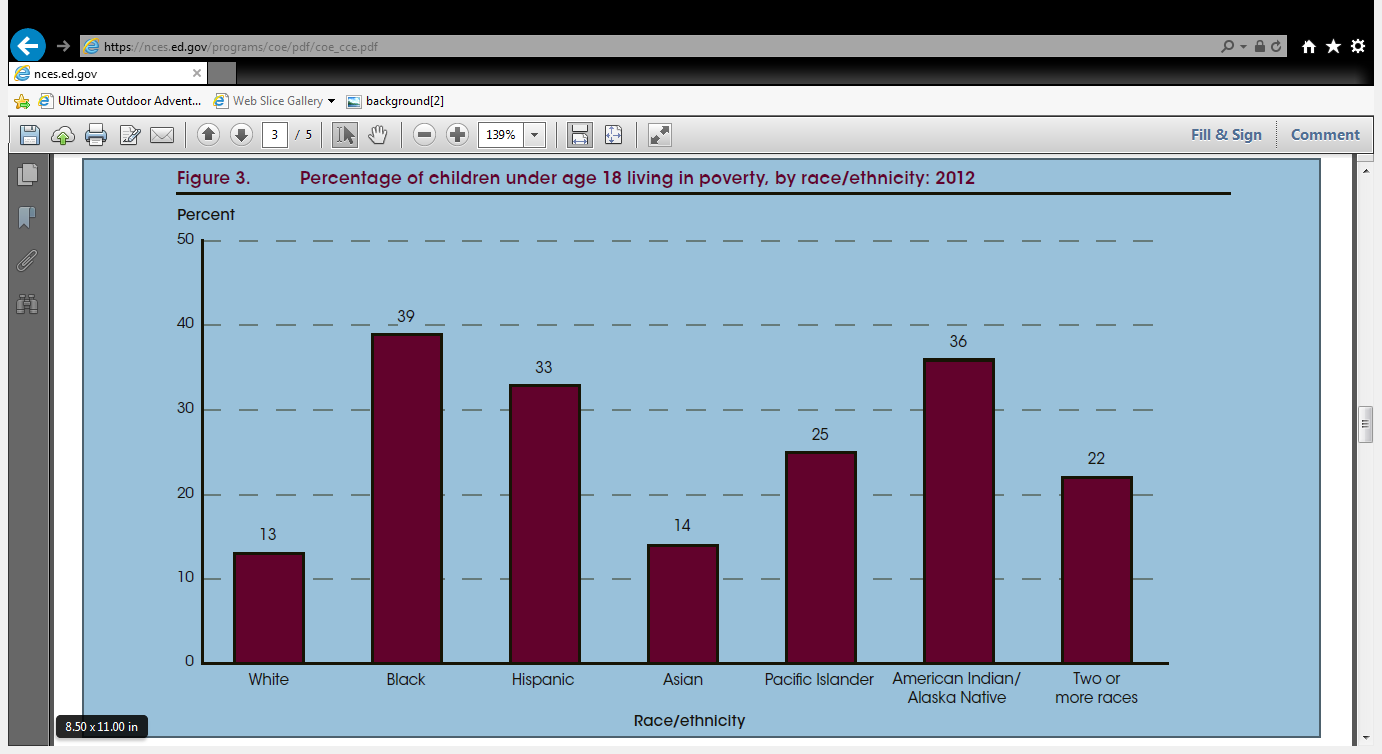 https://nces.ed.gov/programs/coe/pdf/coe_cce.pdf
nces.ed.gov
Ultimate Outdoor Advent... Web Slice Gallery background[2]
3 / 5 139% Fill & Sign Comment
Figure 3. Percentage of children under age 18 living in poverty, by race/ethnicity: 2012
Percent
50
40
30
20
10
0
13
39
33
14
25
36
22
White
Black
Hispanic
Asian
Pacific Islander
American Indian/
Alaska Native
Two or
more races
Race/ethnicity
8.50 x 11.00 in